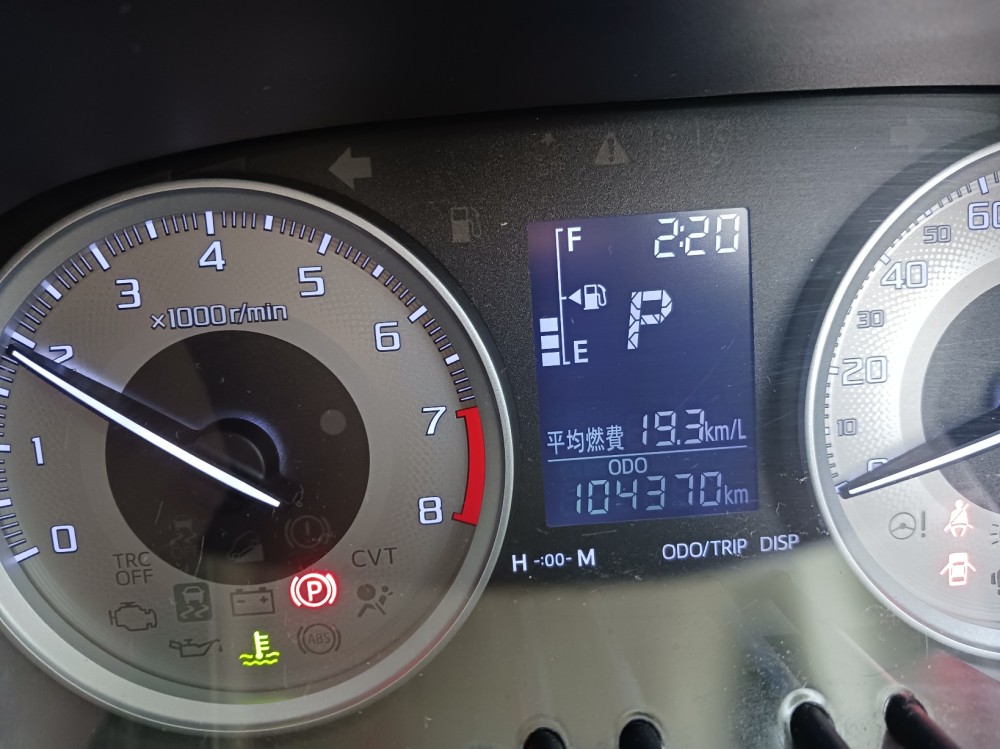 0
1
2
3
4
5
6
7
8
×1000r/min
TRC
OFF
CVT
P
ABS
F
2:20
P
E
平均燃費 19.3km/L
ODO
104370km
H -:00- M
ODO/TRIP DISP
10
20
30
40
50